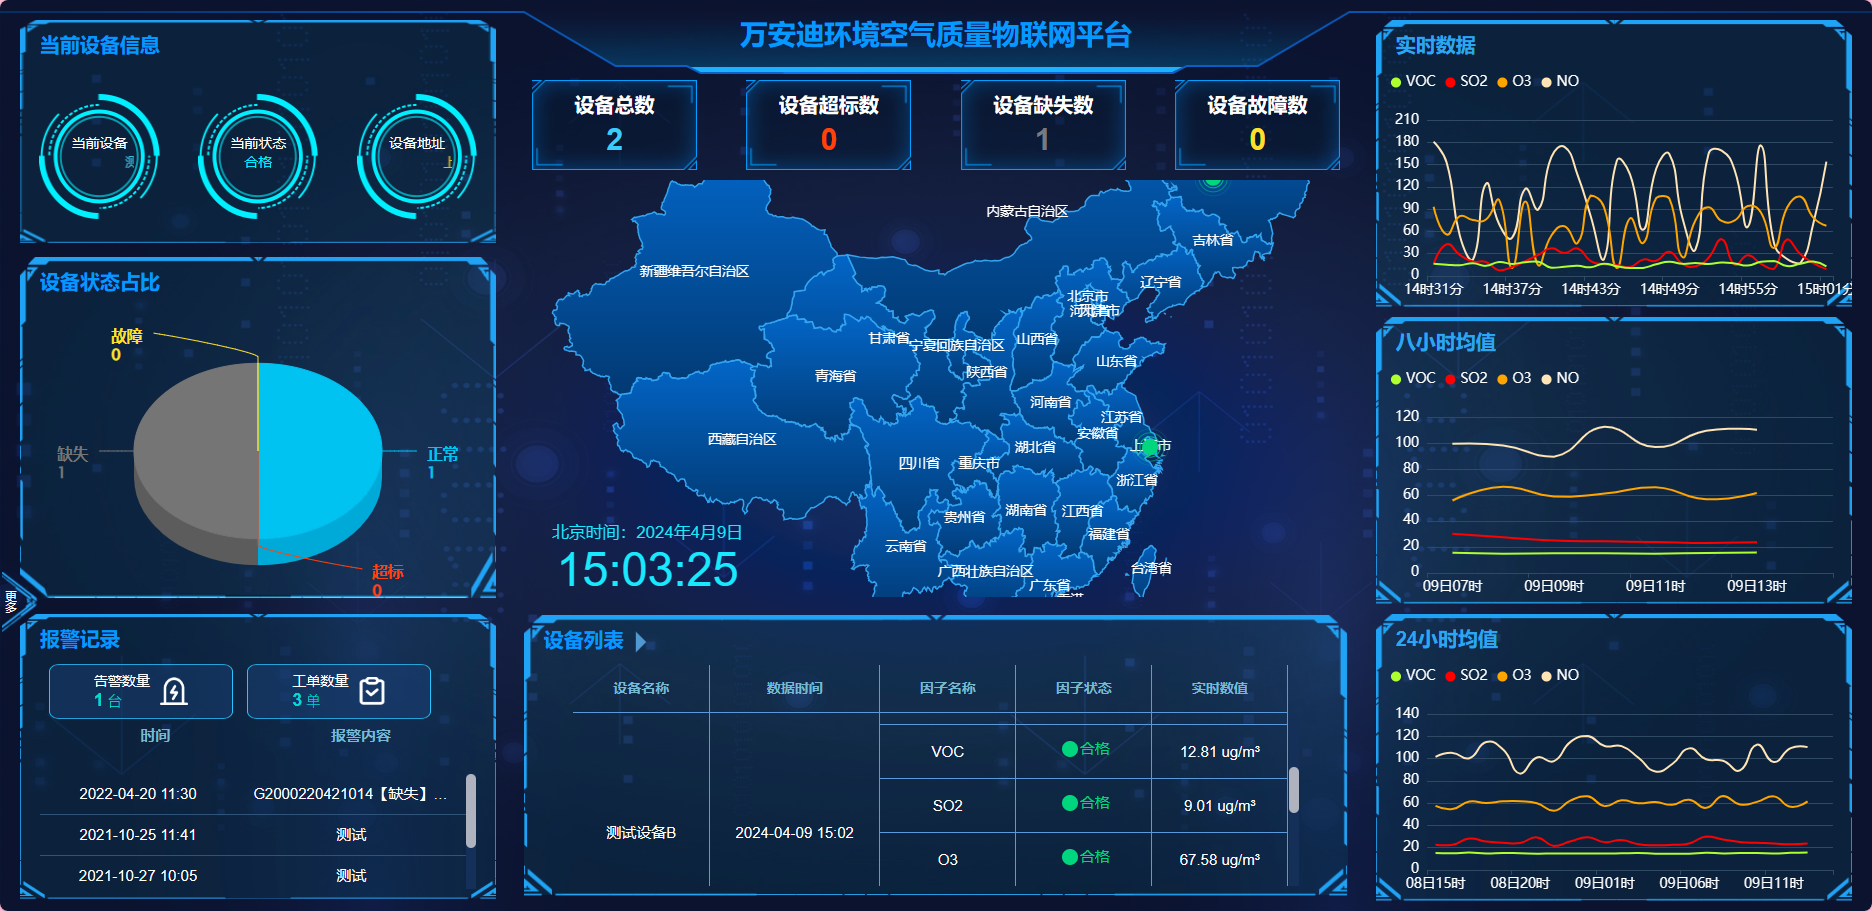 万安迪环境空气质量物联网平台
当前设备信息
当前设备
测
当前状态
合格
设备地址
上
设备状态占比
故障
0
缺失
1
正常
1
超标
0
更多
报警记录
告警数量
1 台
工单数量
3 单
时间 报警内容
2022-04-20 11:30 G2000220421014【缺失】...
2021-10-25 11:41 测试
2021-10-27 10:05 测试
设备总数
2
设备超标数
0
设备缺失数
1
设备故障数
0
内蒙古自治区
吉林省
新疆维吾尔自治区
辽宁省
北京市
甘肃省
宁夏回族自治区
山西省
山东省
陕西省
青海省
河南省
江苏省
安徽省
西藏自治区
湖北省
上海市
四川省
重庆市
浙江省
贵州省
湖南省
江西省
福建省
云南省
广西壮族自治区
台湾省
广东省
北京时间：2024年4月9日
15:03:25
设备列表
设备名称 数据时间 因子名称 因子状态 实时数值
VOC 合格 12.81 ug/m³
SO2 合格 9.01 ug/m³
测试设备B 2024-04-09 15:02
O3 合格 67.58 ug/m³
实时数据
VOC SO2 O3 NO
210
180
150
120
90
60
30
0
14时31分 14时37分 14时43分 14时49分 14时55分 15时01分
八小时均值
VOC SO2 O3 NO
120
100
80
60
40
20
0
09日07时 09日09时 09日11时 09日13时
24小时均值
VOC SO2 O3 NO
140
120
100
80
60
40
20
0
08日15时 08日20时 09日01时 09日06时 09日11时